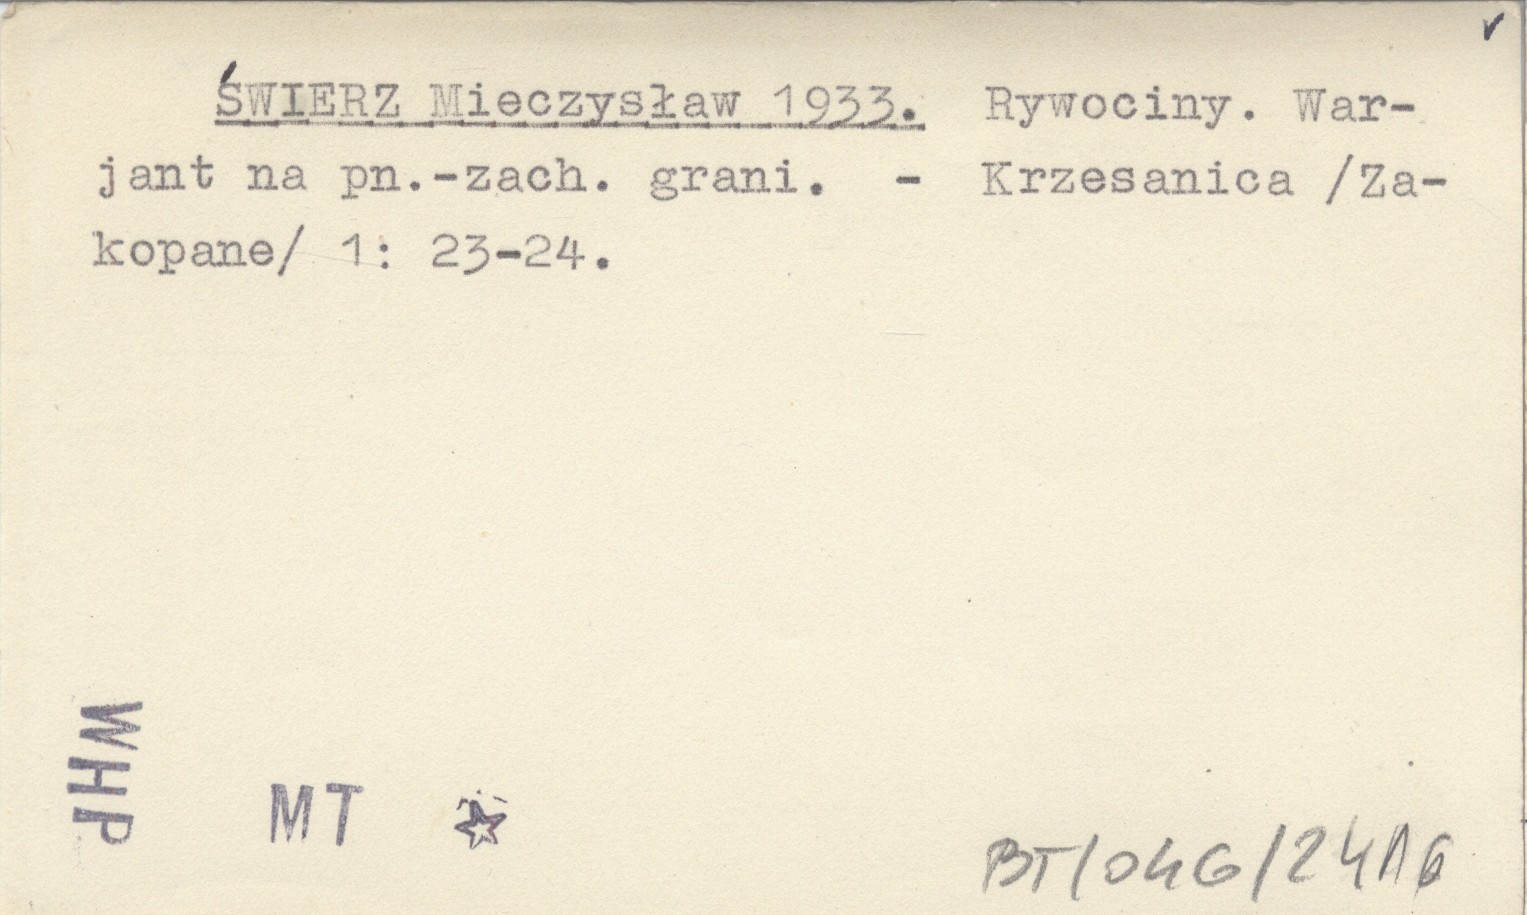 ŚWIERZ Mieczysław 1933. Rywociny. War-
jant na pn.-zach. grani. - Krzesanica /Za-
kopane/ 1: 23-24.
WHP
MT
BT/046/2416